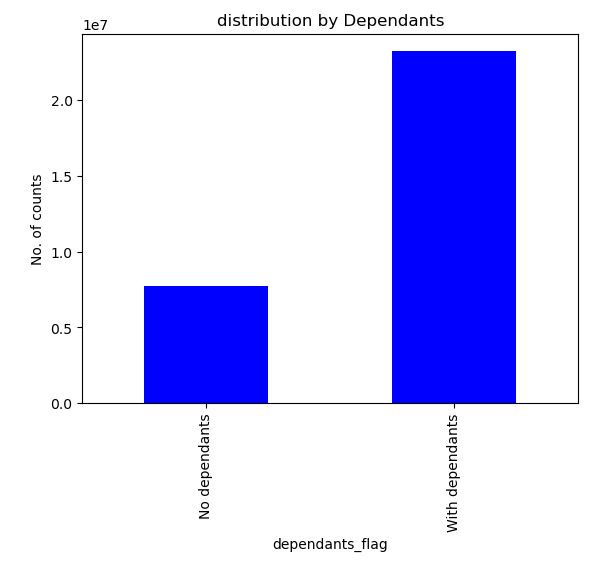 distribution by Dependants
1e7
2.0
1.5
1.0
0.5
0.0
No. of counts
No dependants
With dependants
dependants_flag